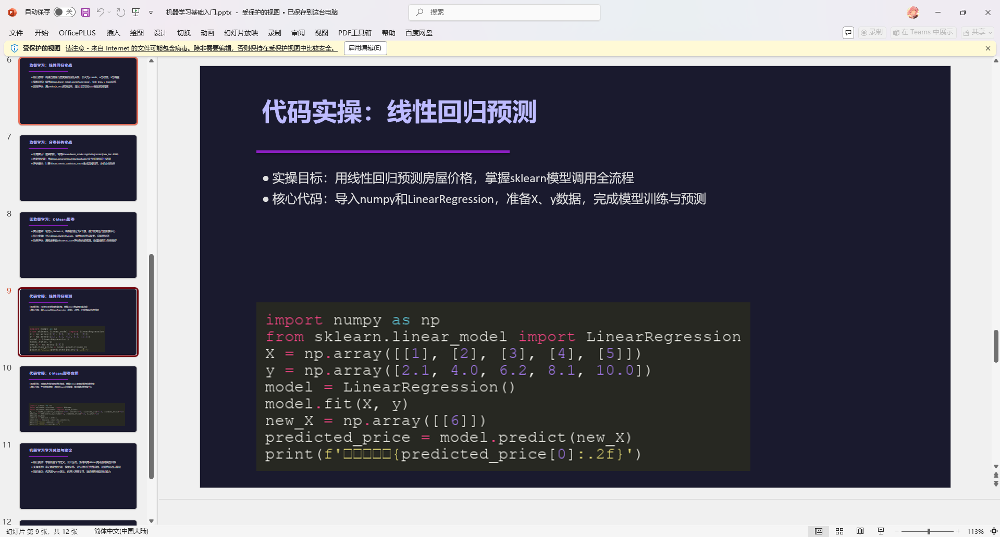 自动保存 关 机器学习基础入门.pptx - 受保护的视图 • 已保存到这台电脑 搜索
文件 开始 OfficePLUS 插入 绘图 设计 切换 动画 幻灯片放映 录制 审阅 视图 PDF工具箱 帮助 百度网盘 录制 在 Teams 中展示 共享
受保护的视图 请注意 - 来自 Internet 的文件可能包含病毒。除非需要编辑，否则保持在受保护视图中比较安全。 启用编辑(E)
6
监督学习：线性回归实战
7
监督学习：分类任务实战
8
无监督学习：K-Means聚类
9
代码实操：线性回归预测
10
代码实操：K-Means聚类应用
11
机器学习学习总结与建议
12
代码实操：线性回归预测
● 实操目标：用线性回归预测房屋价格，掌握sklearn模型调用全流程
● 核心代码：导入numpy和LinearRegression，准备X、y数据，完成模型训练与预测
import numpy as np
from sklearn.linear_model import LinearRegression
X = np.array([[1], [2], [3], [4], [5]])
y = np.array([2.1, 4.0, 6.2, 8.1, 10.0])
model = LinearRegression()
model.fit(X, y)
new_X = np.array([[6]])
predicted_price = model.predict(new_X)
print(f'□□□□□{predicted_price[0]:.2f}')
幻灯片 第 9 张，共 12 张 简体中文(中国大陆) 113%